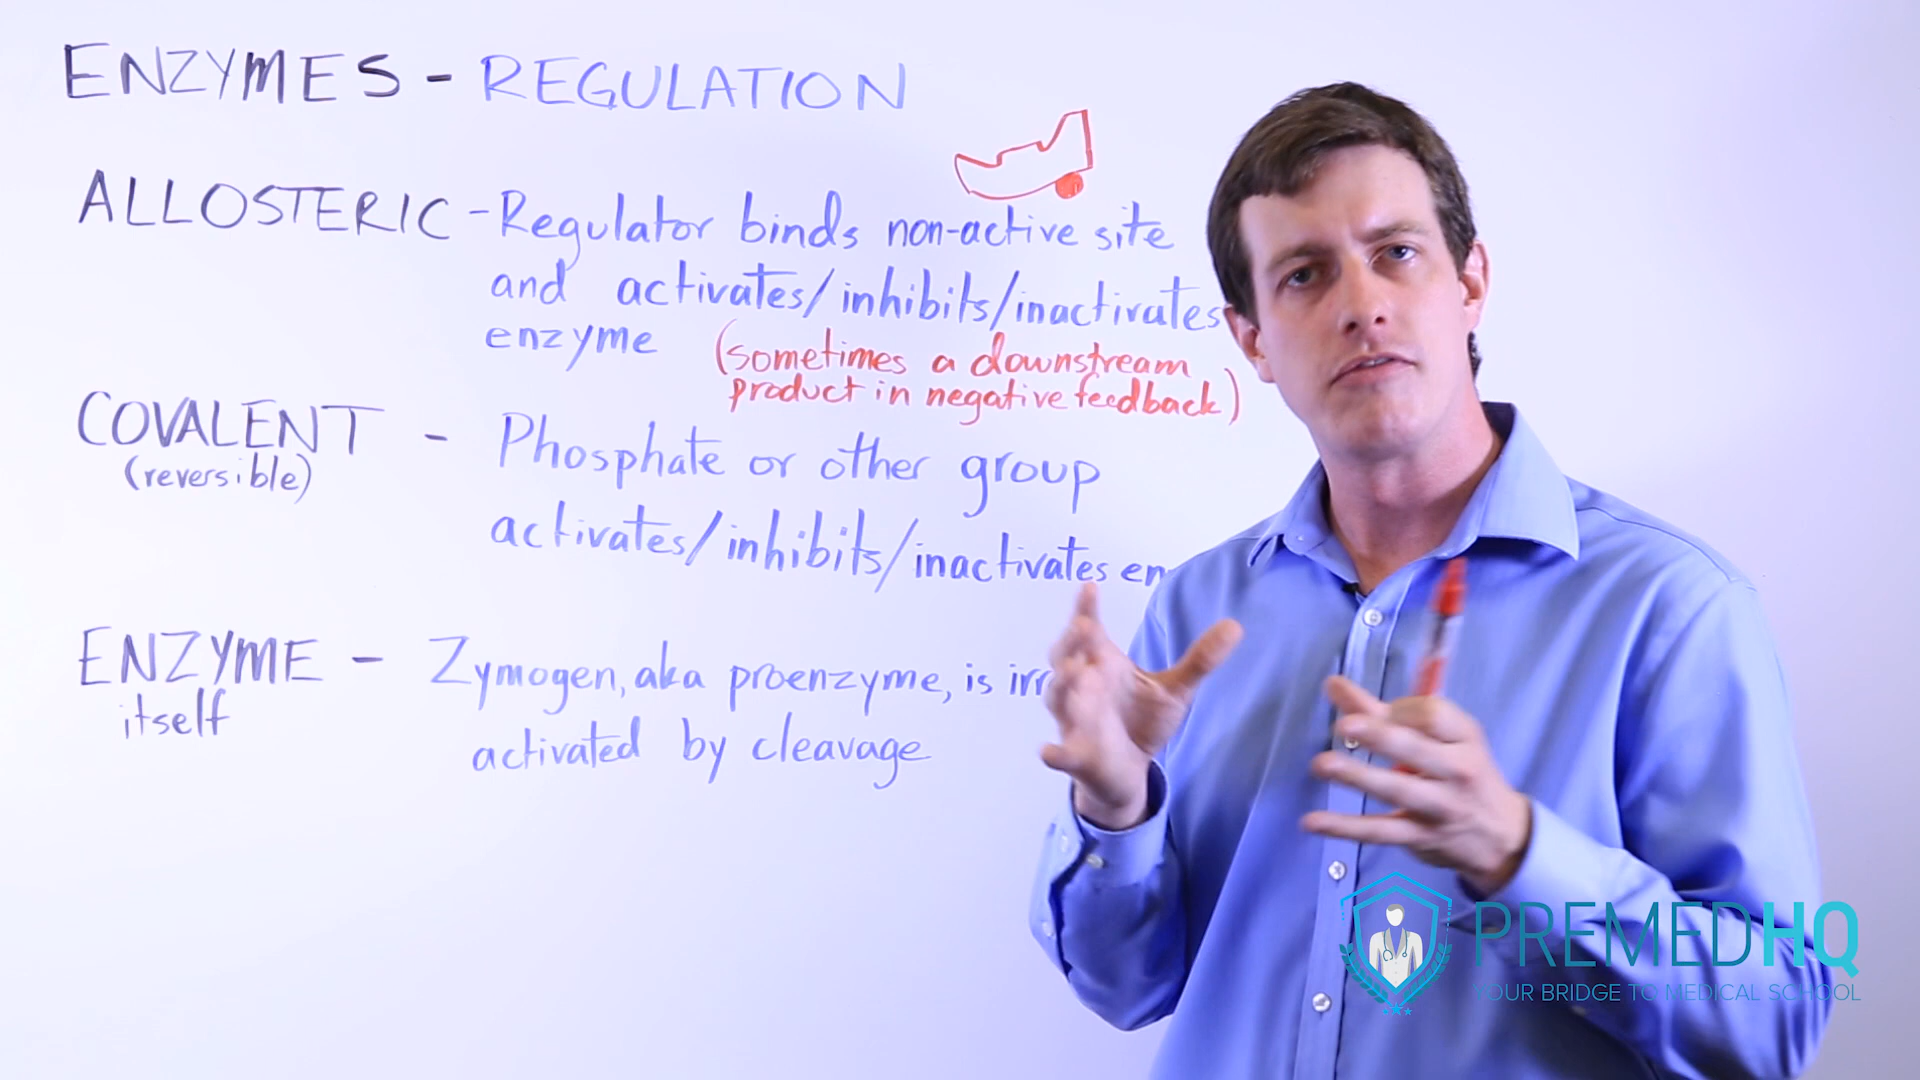 ENZYMES - REGULATION
ALLOSTERIC - Regulator binds non-active site
and activates/inhibits/inactivates
enzyme (sometimes a downstream
product in negative feedback)
COVALENT - Phosphate or other group
(reversible)
activates/inhibits/inactivates
ENZYME - Zymogen, aka proenzyme, is
itself
activated by cleavage
PREMEDHQ
YOUR BRIDGE TO MEDICAL SCHOOL